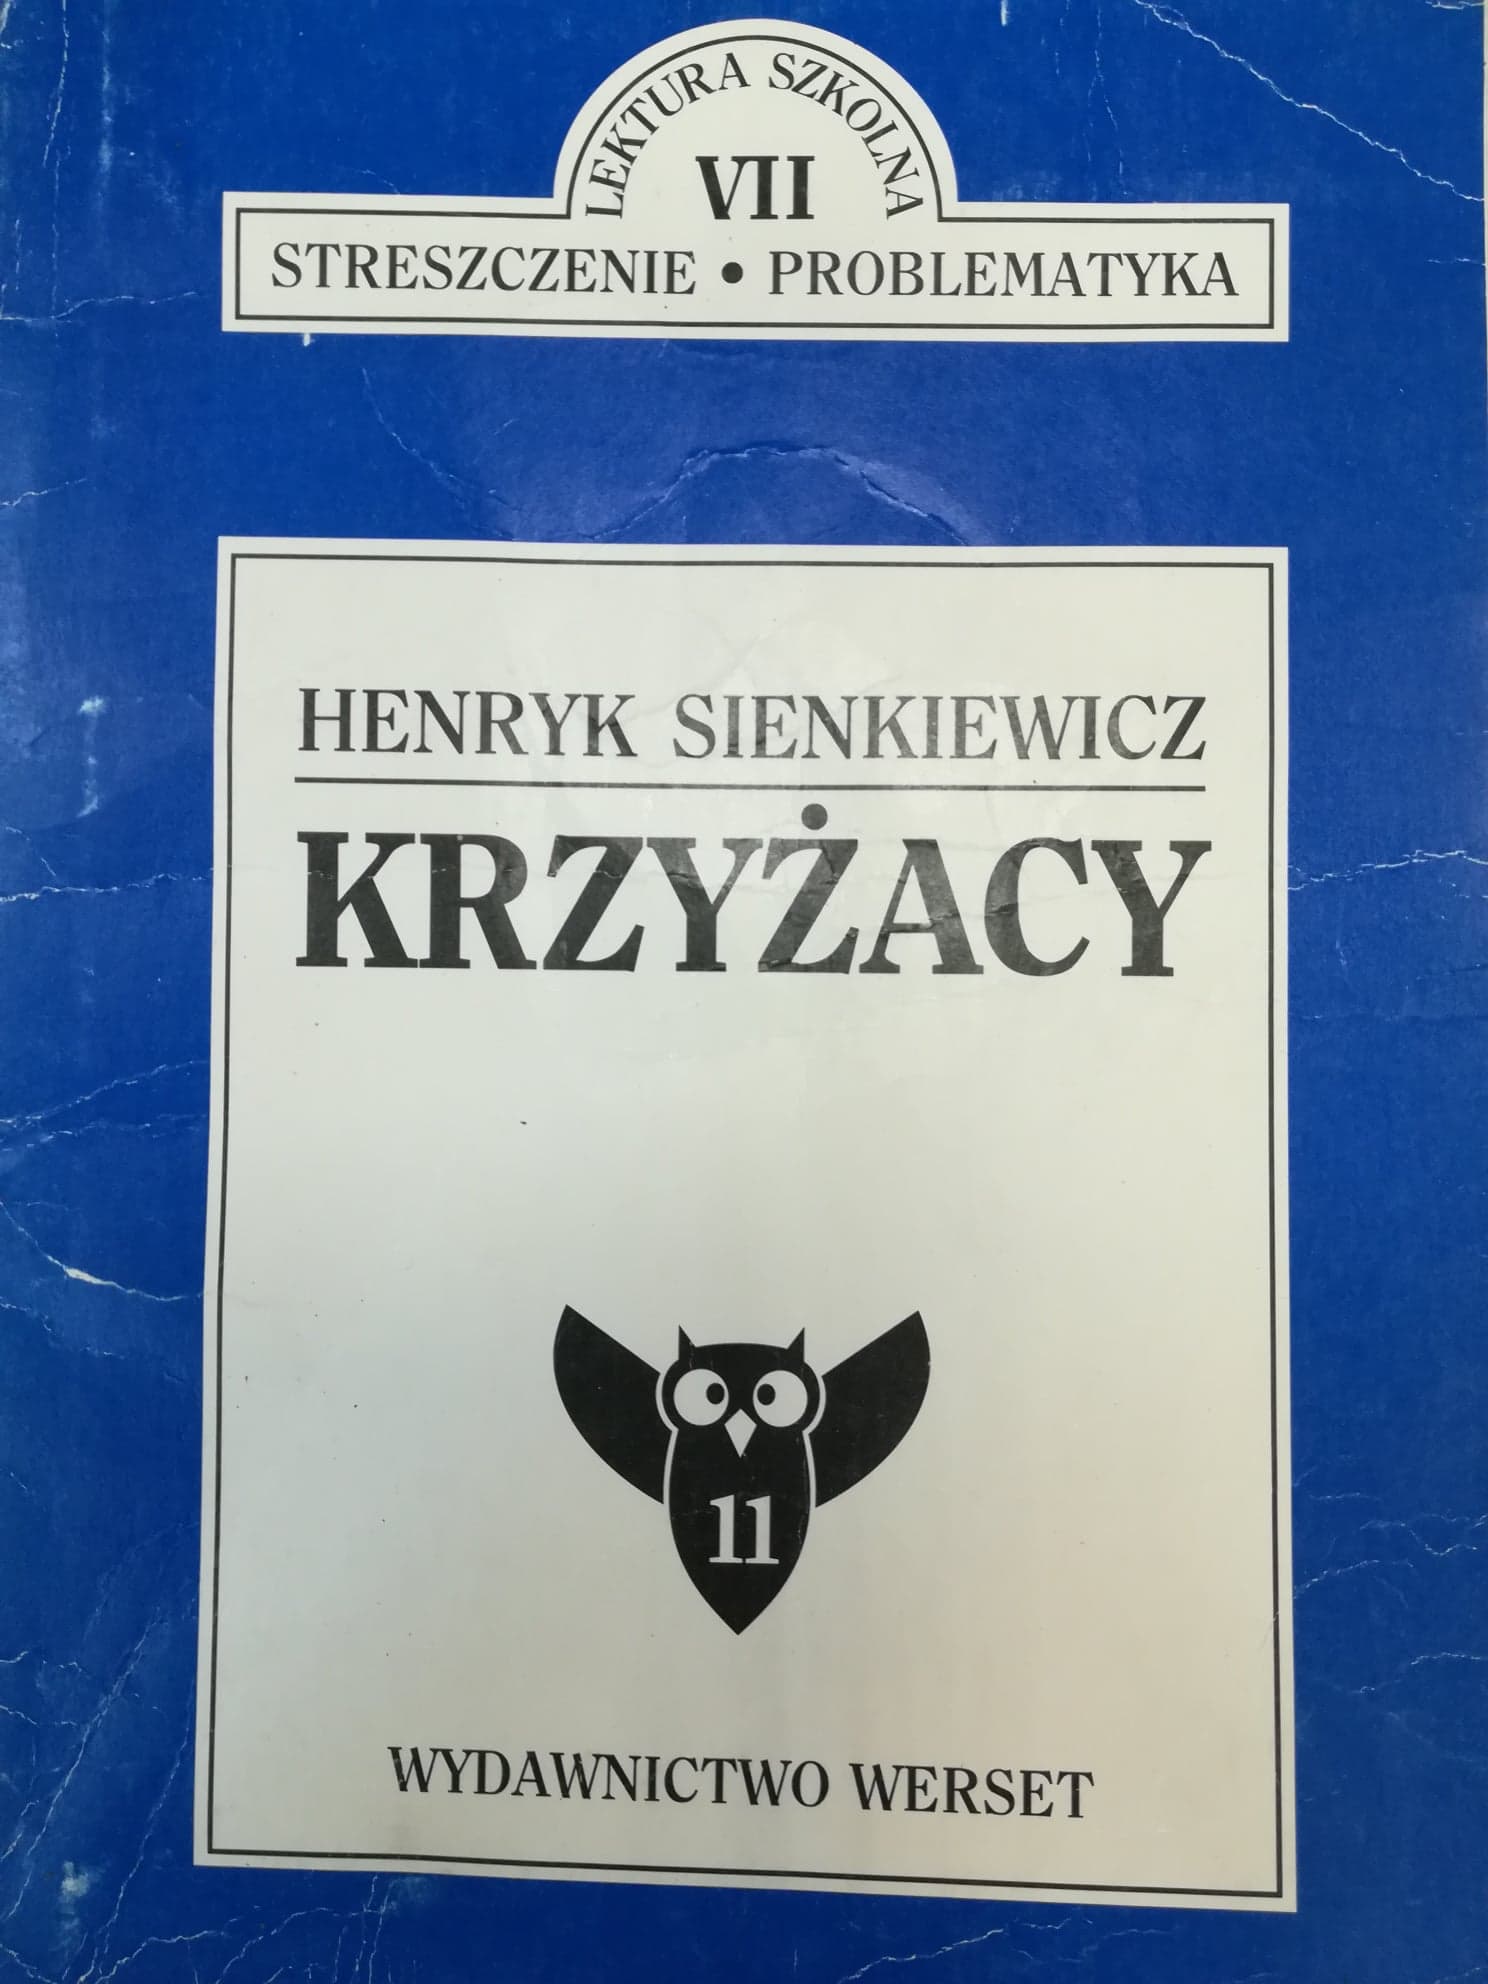 LEKTURA SZKOLNA
VII
STRESZCZENIE • PROBLEMATYKA
HENRYK SIENKIEWICZ
KRZYŻACY
11
WYDAWNICTWO WERSET